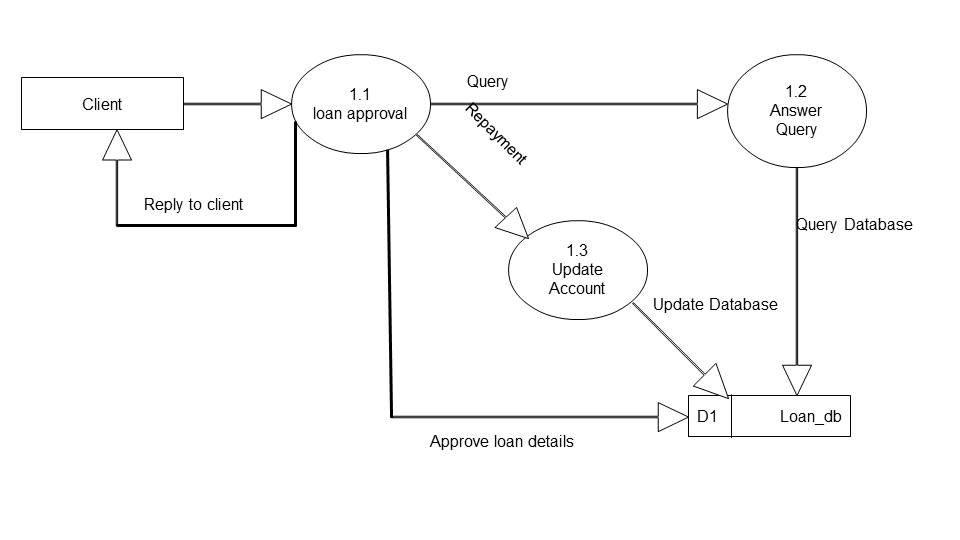 Client
1.1
loan approval
Query
1.2
Answer
Query
Repayment
Reply to client
Query Database
1.3
Update
Account
Update Database
D1
Loan_db
Approve loan details